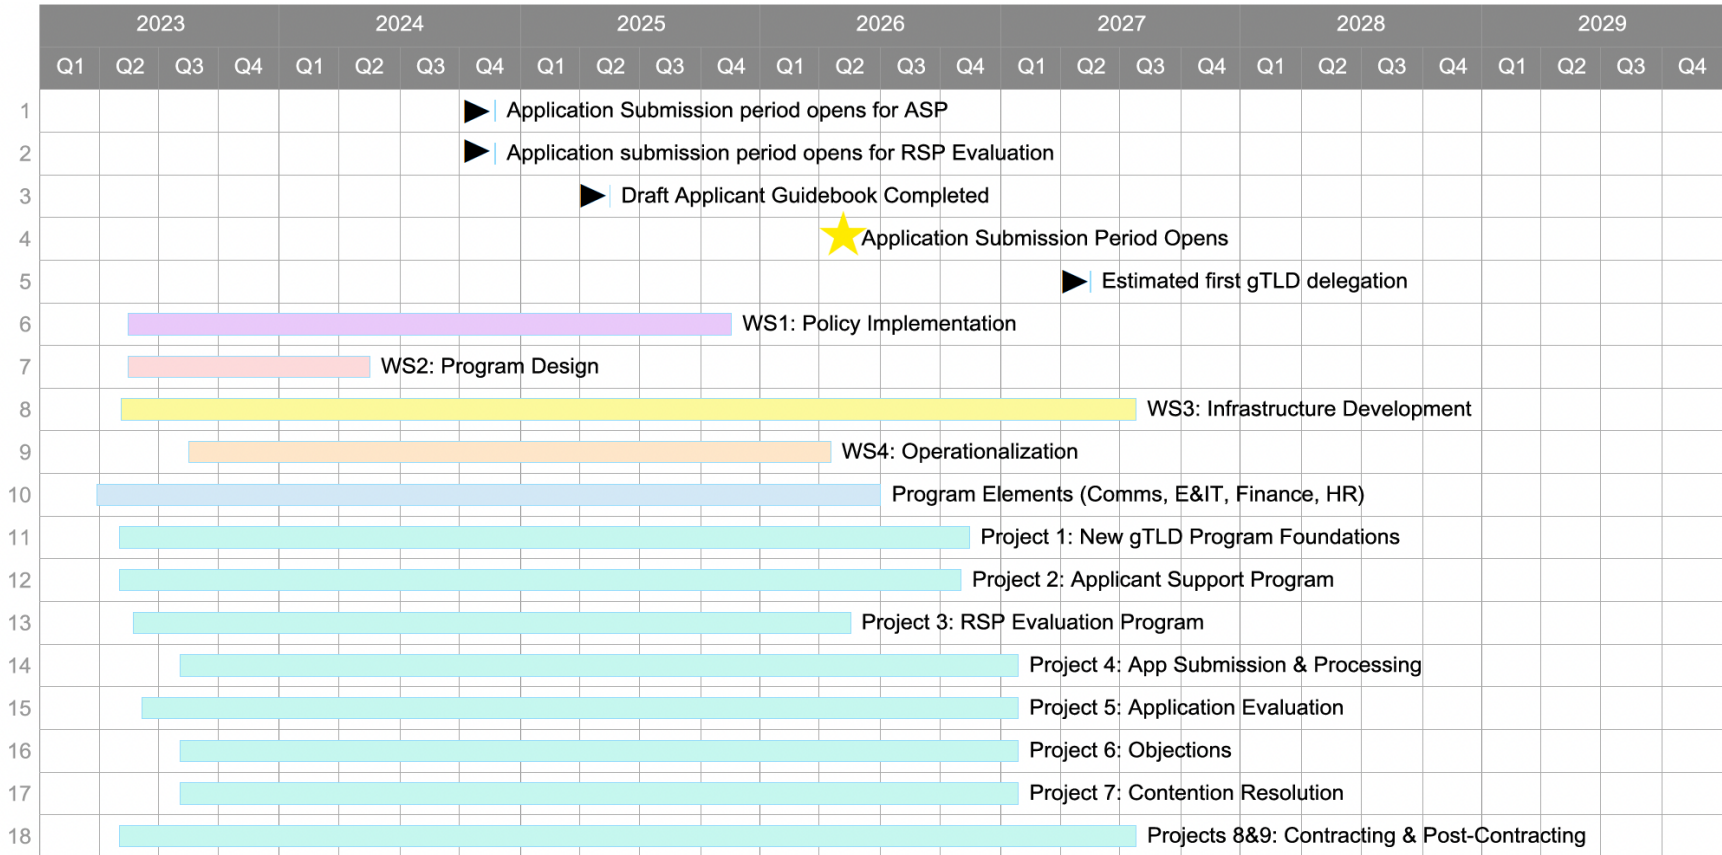 2023 2024 2025 2026 2027 2028 2029
Q1 Q2 Q3 Q4 Q1 Q2 Q3 Q4 Q1 Q2 Q3 Q4 Q1 Q2 Q3 Q4 Q1 Q2 Q3 Q4 Q1 Q2 Q3 Q4 Q1 Q2 Q3 Q4
1 Application Submission period opens for ASP
2 Application submission period opens for RSP Evaluation
3 Draft Applicant Guidebook Completed
4 Application Submission Period Opens
5 Estimated first gTLD delegation
6 WS1: Policy Implementation
7 WS2: Program Design
8 WS3: Infrastructure Development
9 WS4: Operationalization
10 Program Elements (Comms, E&IT, Finance, HR)
11 Project 1: New gTLD Program Foundations
12 Project 2: Applicant Support Program
13 Project 3: RSP Evaluation Program
14 Project 4: App Submission & Processing
15 Project 5: Application Evaluation
16 Project 6: Objections
17 Project 7: Contention Resolution
18 Projects 8&9: Contracting & Post-Contracting